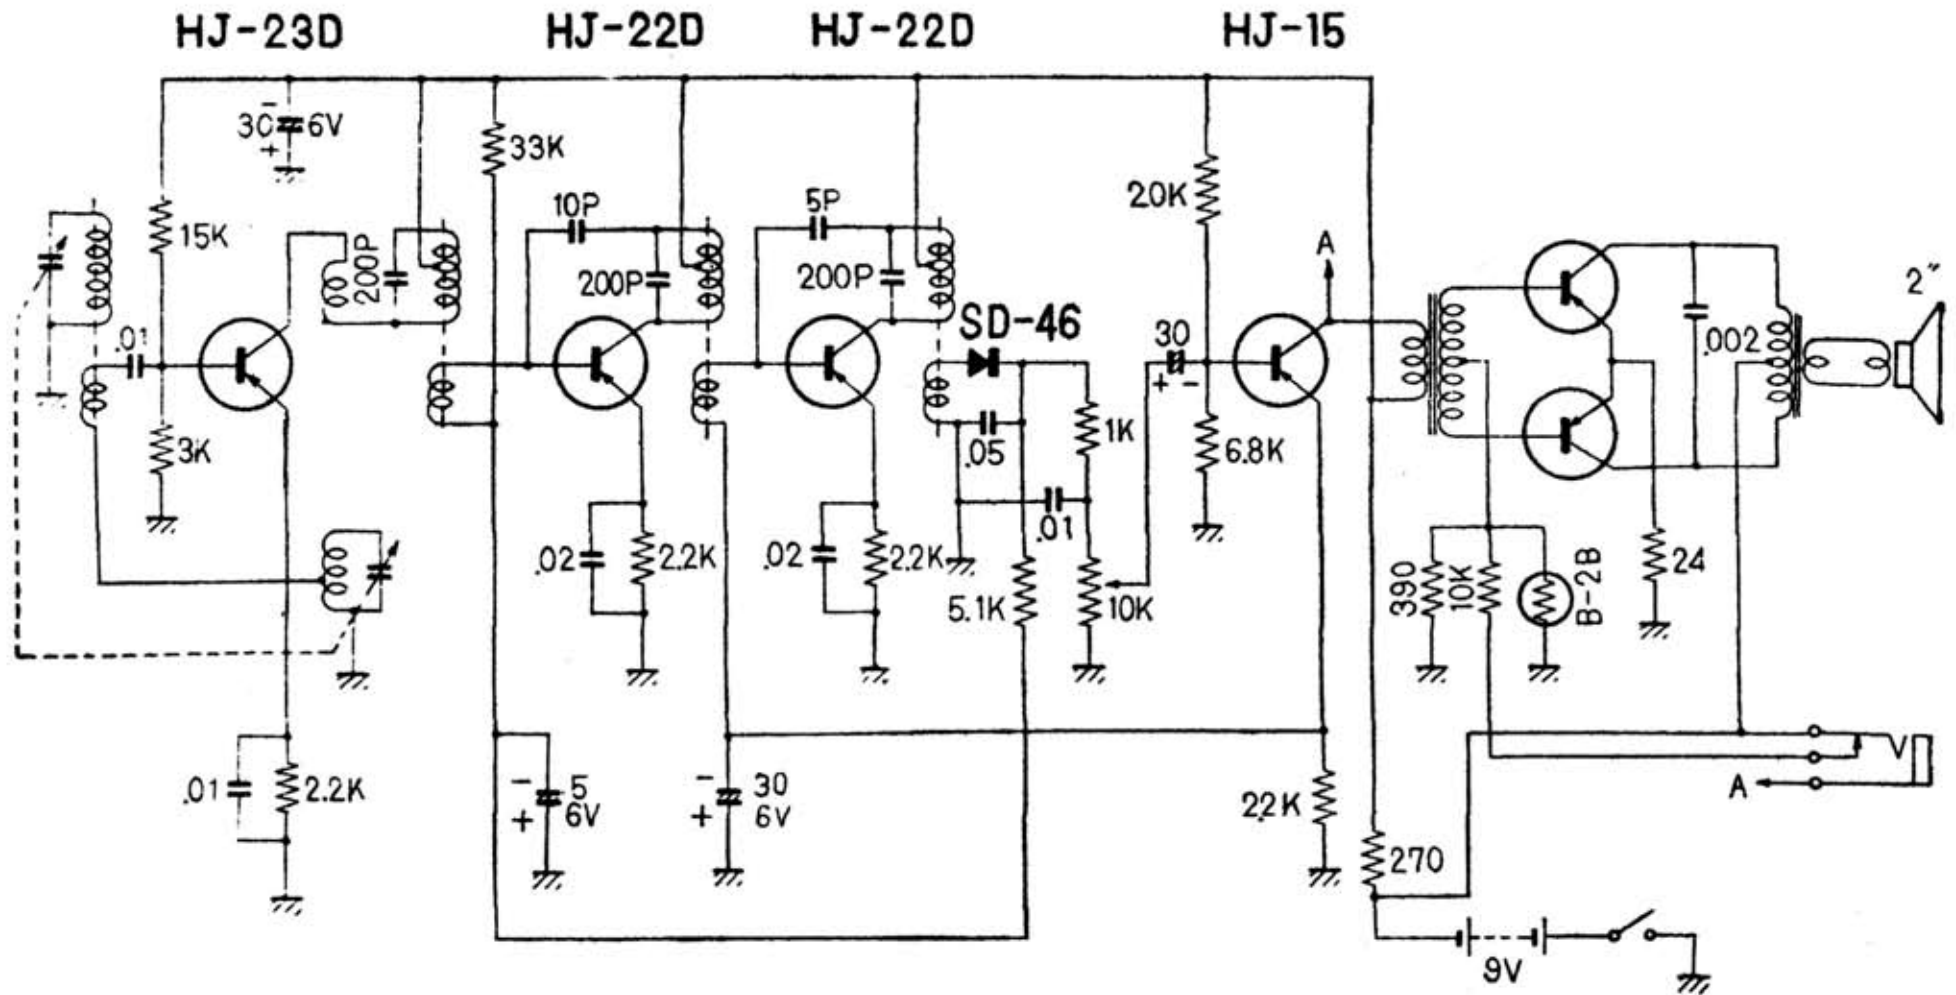 HJ-23D HJ-22D HJ-22D HJ-15
30 6V
- +
15K
200P
33K
10P
200P
5P
200P
20K
A
2"
.01
SD-46
30
+ -
.002
3K
.05
1K
6.8K
.01
.02
2.2K
.02
2.2K
5.1K
10K
390
10K
B-2B
24
.01
2.2K
-
+
5
6V
-
+
30
6V
2.2K
A
270
9V